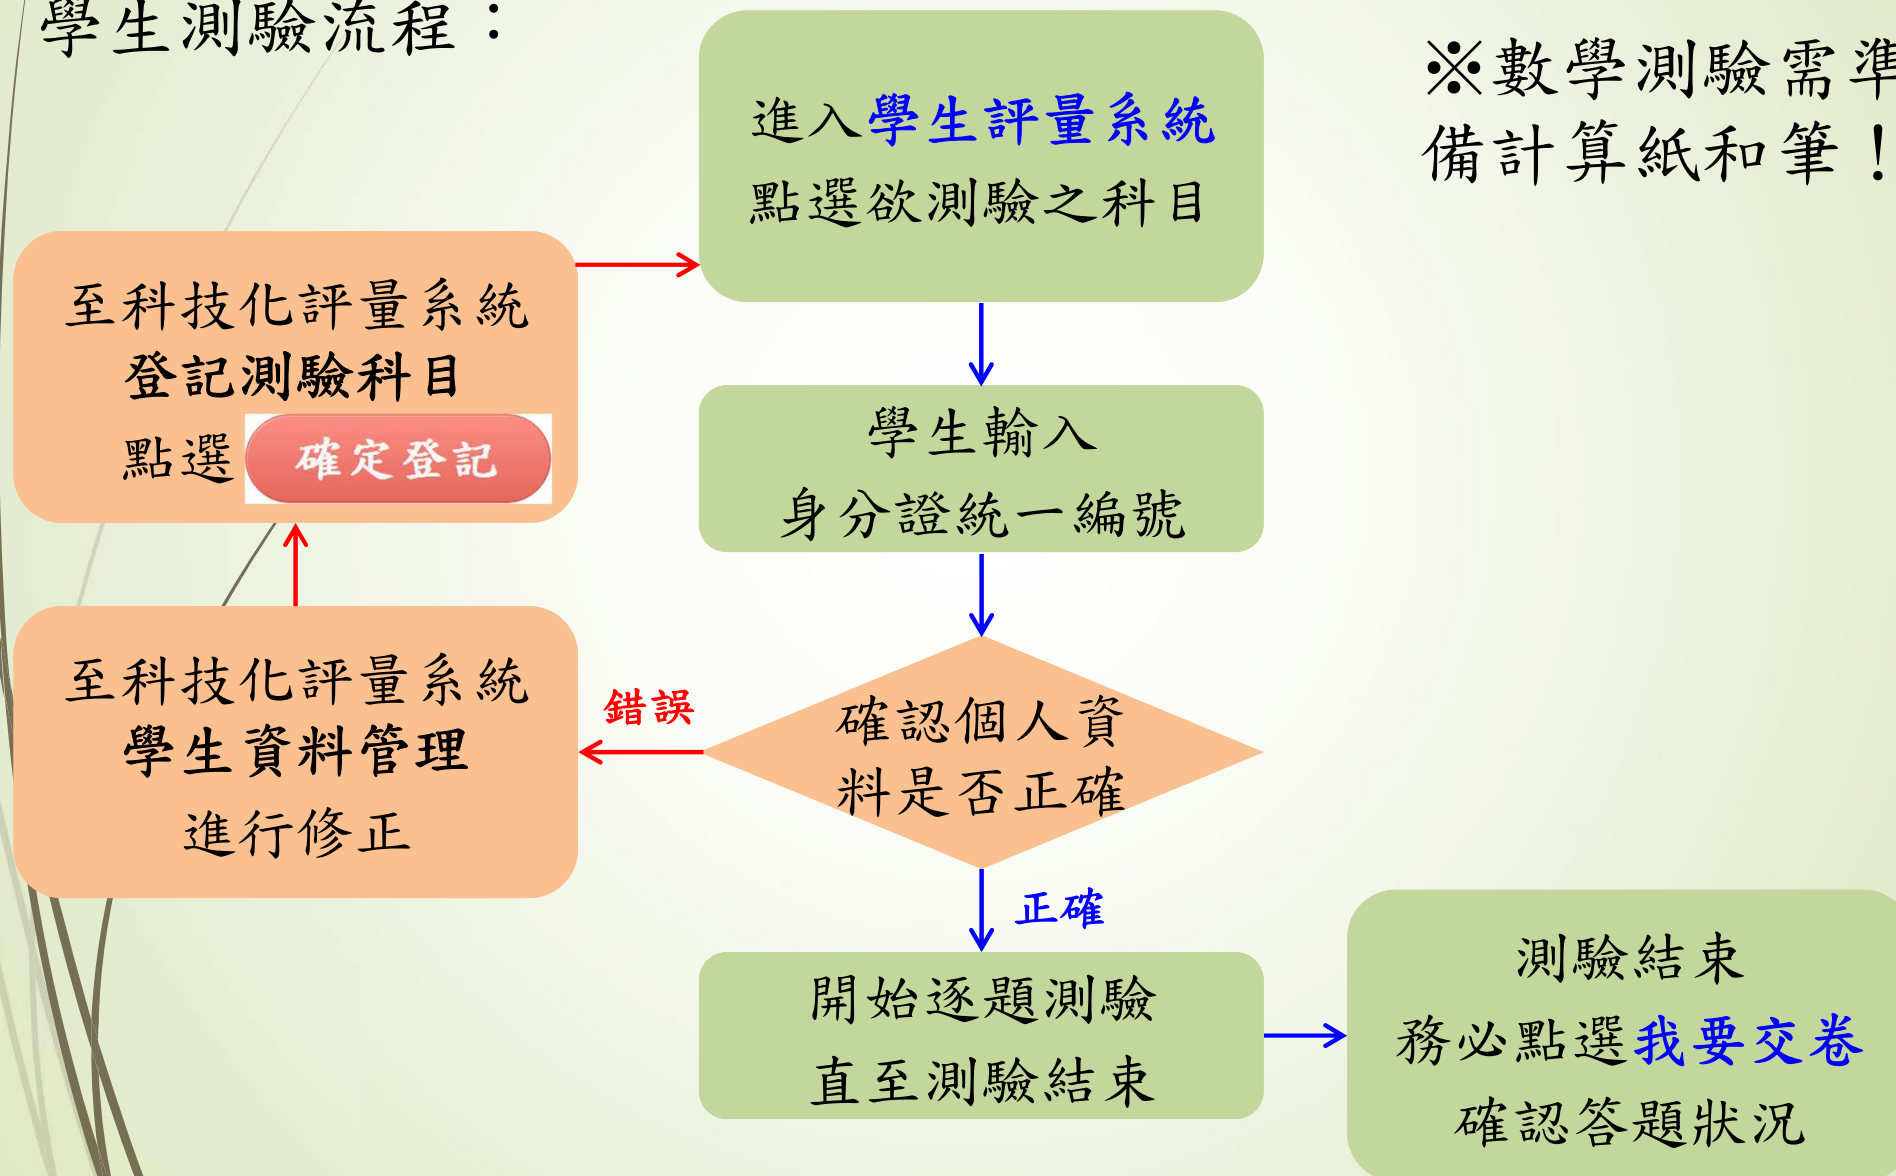 學生測驗流程：
※數學測驗需準
備計算紙和筆！
進入學生評量系統
點選欲測驗之科目
學生輸入
身分證統一編號
確認個人資
料是否正確
錯誤
至科技化評量系統
學生資料管理
進行修正
至科技化評量系統
登記測驗科目
點選 確定登記
正確
開始逐題測驗
直至測驗結束
測驗結束
務必點選我要交卷
確認答題狀況